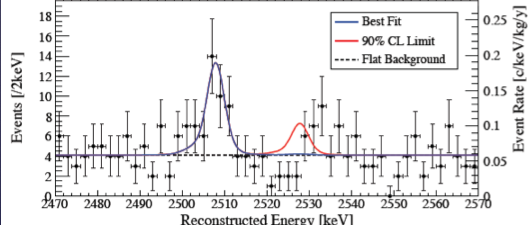 18
16
14
12
10
8
6
4
2
0
Events [/2keV]
Best Fit
90% CL Limit
Flat Background
0.25
0.2
0.15
0.1
0.05
0
Event Rate [c/keV/kg/y]
2470 2480 2490 2500 2510 2520 2530 2540 2550 2560 2570
Reconstructed Energy [keV]